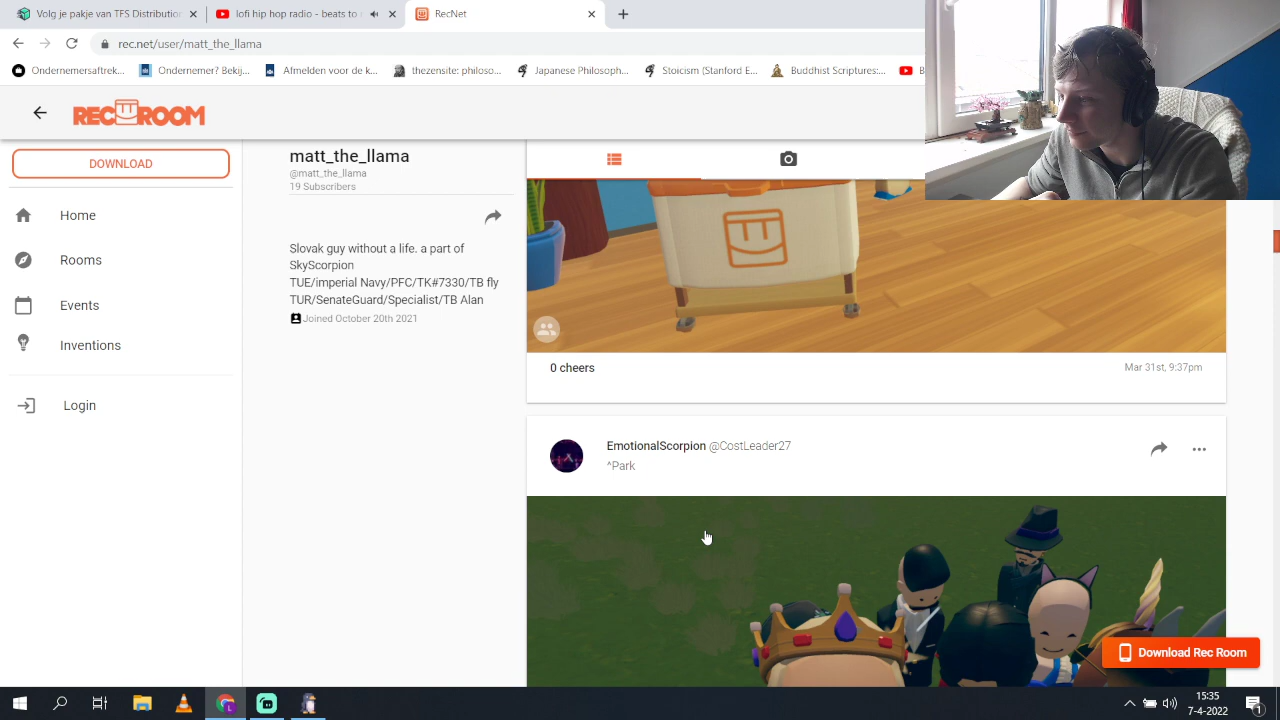 Volg je pakje van TFS Distribution
lofi hip hop radio - beats to
RecNet
rec.net/user/matt_the_llama
Ondernemersaftrek...
Ondernemer? Bekij...
Afmelden voor de k...
thezensite: philoso...
Japanese Philosoph...
Stoicism (Stanford E...
Buddhist Scriptures:...
REC ROOM
DOWNLOAD
Home
Rooms
Events
Inventions
Login
matt_the_llama
@matt_the_llama
19 Subscribers
Slovak guy without a life. a part of
SkyScorpion
TUE/imperial Navy/PFC/TK#7330/TB fly
TUR/SenateGuard/Specialist/TB Alan
Joined October 20th 2021
0 cheers
Mar 31st, 9:37pm
EmotionalScorpion @CostLeader27
^Park
Download Rec Room
15:35
7-4-2022
1